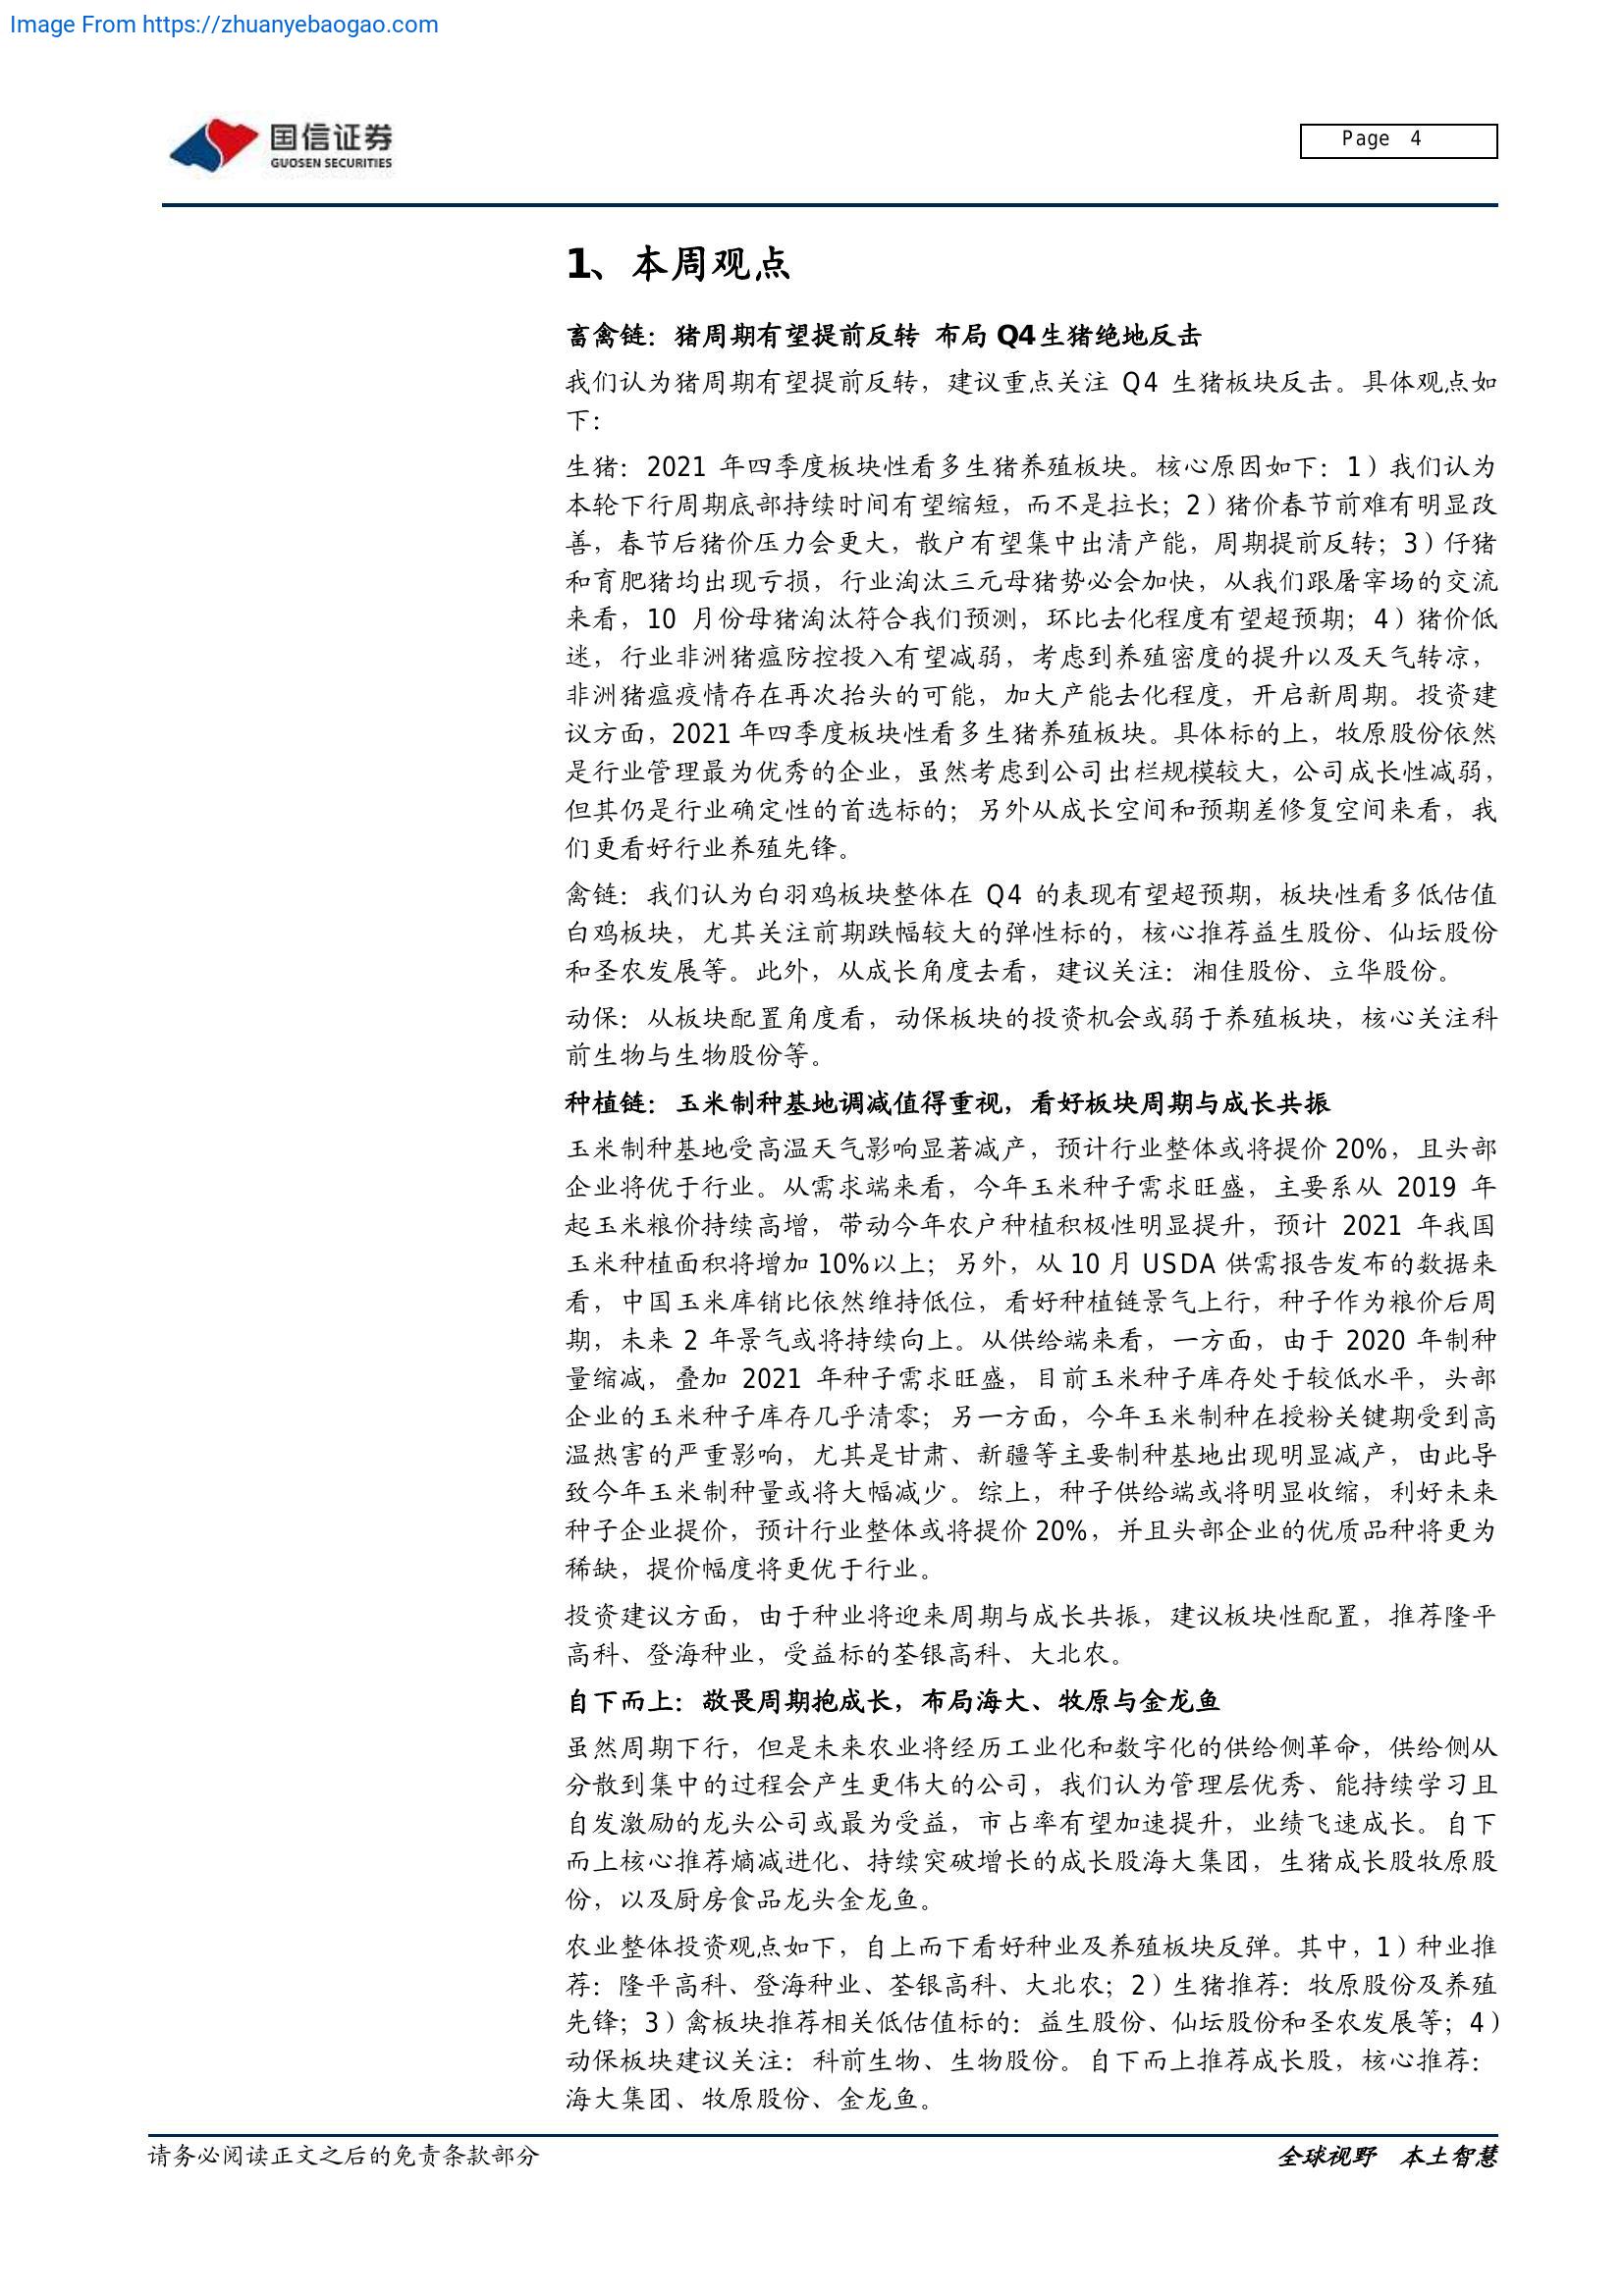 Image From https://zhuanyebaogao.com
国信证券
GUOSEN SECURITIES
Page 4
1、本周观点
畜禽链：猪周期有望提前反转 布局 Q4 生猪绝地反击
我们认为猪周期有望提前反转，建议重点关注 Q4 生猪板块反击。具体观点如
下：
生猪：2021 年四季度板块性看多生猪养殖板块。核心原因如下：1）我们认为
本轮下行周期底部持续时间有望缩短，而不是拉长；2）猪价春节前难有明显改
善，春节后猪价压力会更大，散户有望集中出清产能，周期提前反转；3）仔猪
和育肥猪均出现亏损，行业淘汰三元母猪势必会加快，从我们跟屠宰场的交流
来看，10 月份母猪淘汰符合我们预测，环比去化程度有望超预期；4）猪价低
迷，行业非洲猪瘟防控投入有望减弱，考虑到养殖密度的提升以及天气转凉，
非洲猪瘟疫情存在再次抬头的可能，加大产能去化程度，开启新周期。投资建
议方面，2021 年四季度板块性看多生猪养殖板块。具体标的上，牧原股份依然
是行业管理最为优秀的企业，虽然考虑到公司出栏规模较大，公司成长性减弱，
但其仍是行业确定性的首选标的；另外从成长空间和预期差修复空间来看，我
们更看好行业养殖先锋。
禽链：我们认为白羽鸡板块整体在 Q4 的表现有望超预期，板块性看多低估值
白鸡板块，尤其关注前期跌幅较大的弹性标的，核心推荐益生股份、仙坛股份
和圣农发展等。此外，从成长角度去看，建议关注：湘佳股份、立华股份。
动保：从板块配置角度看，动保板块的投资机会或弱于养殖板块，核心关注科
前生物与生物股份等。
种植链：玉米制种基地调减值得重视，看好板块周期与成长共振
玉米制种基地受高温天气影响显著减产，预计行业整体或将提价 20%，且头部
企业将优于行业。从需求端来看，今年玉米种子需求旺盛，主要系从 2019 年
起玉米粮价持续高增，带动今年农户种植积极性明显提升，预计 2021 年我国
玉米种植面积将增加 10%以上；另外，从 10 月 USDA 供需报告发布的数据来
看，中国玉米库销比依然维持低位，看好种植链景气上行，种子作为粮价后周
期，未来 2 年景气或将持续向上。从供给端来看，一方面，由于 2020 年制种
量缩减，叠加 2021 年种子需求旺盛，目前玉米种子库存处于较低水平，头部
企业的玉米种子库存几乎清零；另一方面，今年玉米制种在授粉关键期受到高
温热害的严重影响，尤其是甘肃、新疆等主要制种基地出现明显减产，由此导
致今年玉米制种量或将大幅减少。综上，种子供给端或将明显收缩，利好未来
种子企业提价，预计行业整体或将提价 20%，并且头部企业的优质品种将更为
稀缺，提价幅度将更优于行业。
投资建议方面，由于种业将迎来周期与成长共振，建议板块性配置，推荐隆平
高科、登海种业，受益标的荃银高科、大北农。
自下而上：敬畏周期抱成长，布局海大、牧原与金龙鱼
虽然周期下行，但是未来农业将经历工业化和数字化的供给侧革命，供给侧从
分散到集中的过程会产生更伟大的公司，我们认为管理层优秀、能持续学习且
自发激励的龙头公司或最为受益，市占率有望加速提升，业绩飞速成长。自下
而上核心推荐熵减进化、持续突破增长的成长股海大集团，生猪成长股牧原股
份，以及厨房食品龙头金龙鱼。
农业整体投资观点如下，自上而下看好种业及养殖板块反弹。其中，1）种业推
荐：隆平高科、登海种业、荃银高科、大北农；2）生猪推荐：牧原股份及养殖
先锋；3）禽板块推荐相关低估值标的：益生股份、仙坛股份和圣农发展等；4）
动保板块建议关注：科前生物、生物股份。自下而上推荐成长股，核心推荐：
海大集团、牧原股份、金龙鱼。
请务必阅读正文之后的免责条款部分
全球视野 本土智慧